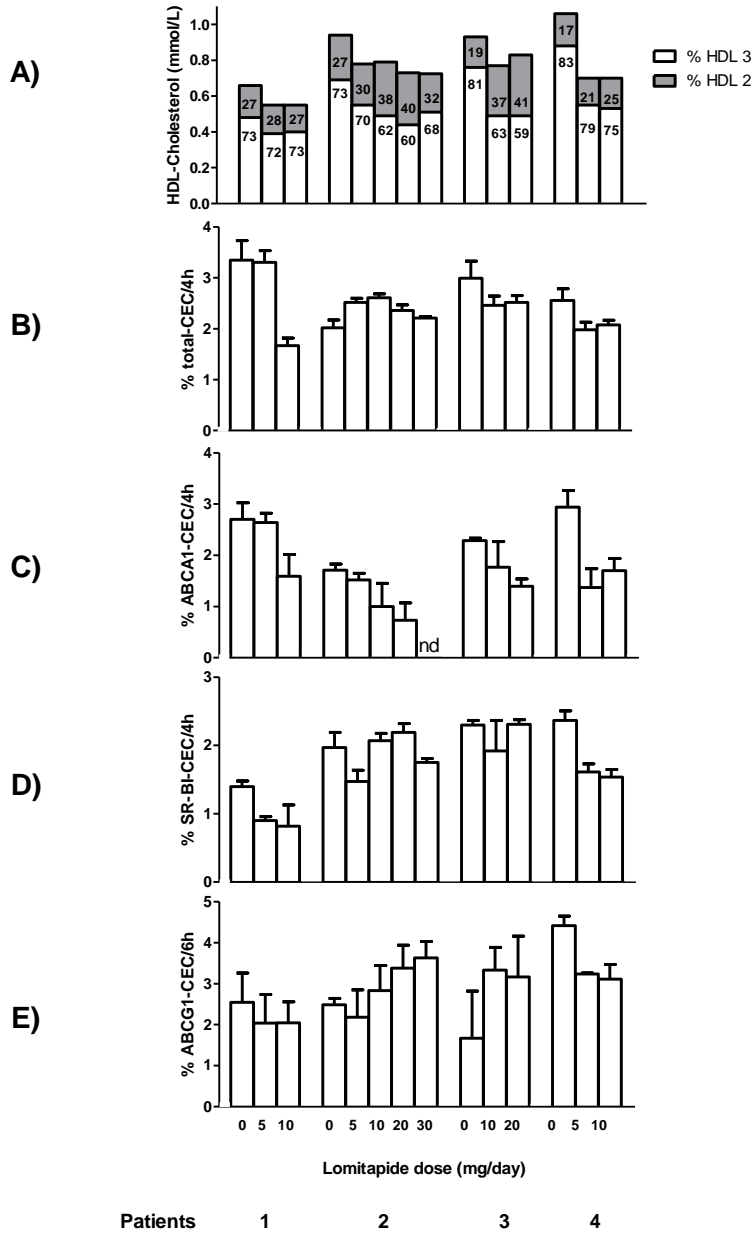 A)
HDL-Cholesterol (mmol/L)
1.0
0.8
0.6
0.4
0.2
0.0
27 28 27
73 72 73
27 30 38 40 32
73 70 62 60 68
19 37 41
81 63 59
17 21 25
83 79 75
% HDL 3
% HDL 2
B)
% total-CEC/4h
4
3
2
1
0
C)
% ABCA1-CEC/4h
4
3
2
1
0
nd
D)
% SR-BI-CEC/4h
3
2
1
0
E)
% ABCG1-CEC/6h
5
4
3
2
1
0
0 5 10 0 5 10 20 30 0 10 20 0 5 10
Lomitapide dose (mg/day)
Patients 1 2 3 4